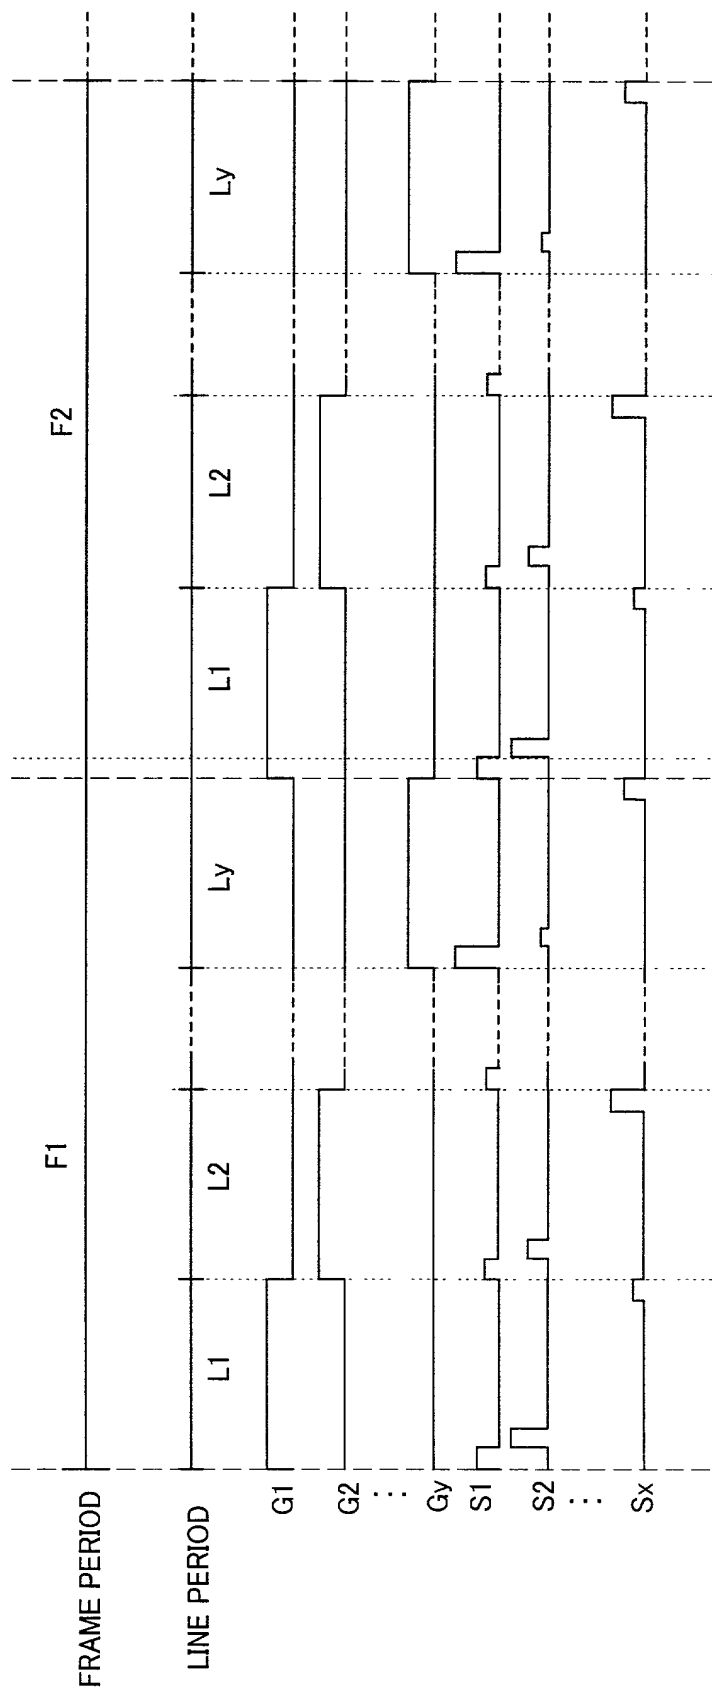 FRAME PERIOD F1 F2
LINE PERIOD
L1 L2 Ly L1 L2 Ly
G1
G2
⋮
Gy
S1
S2
⋮
Sx